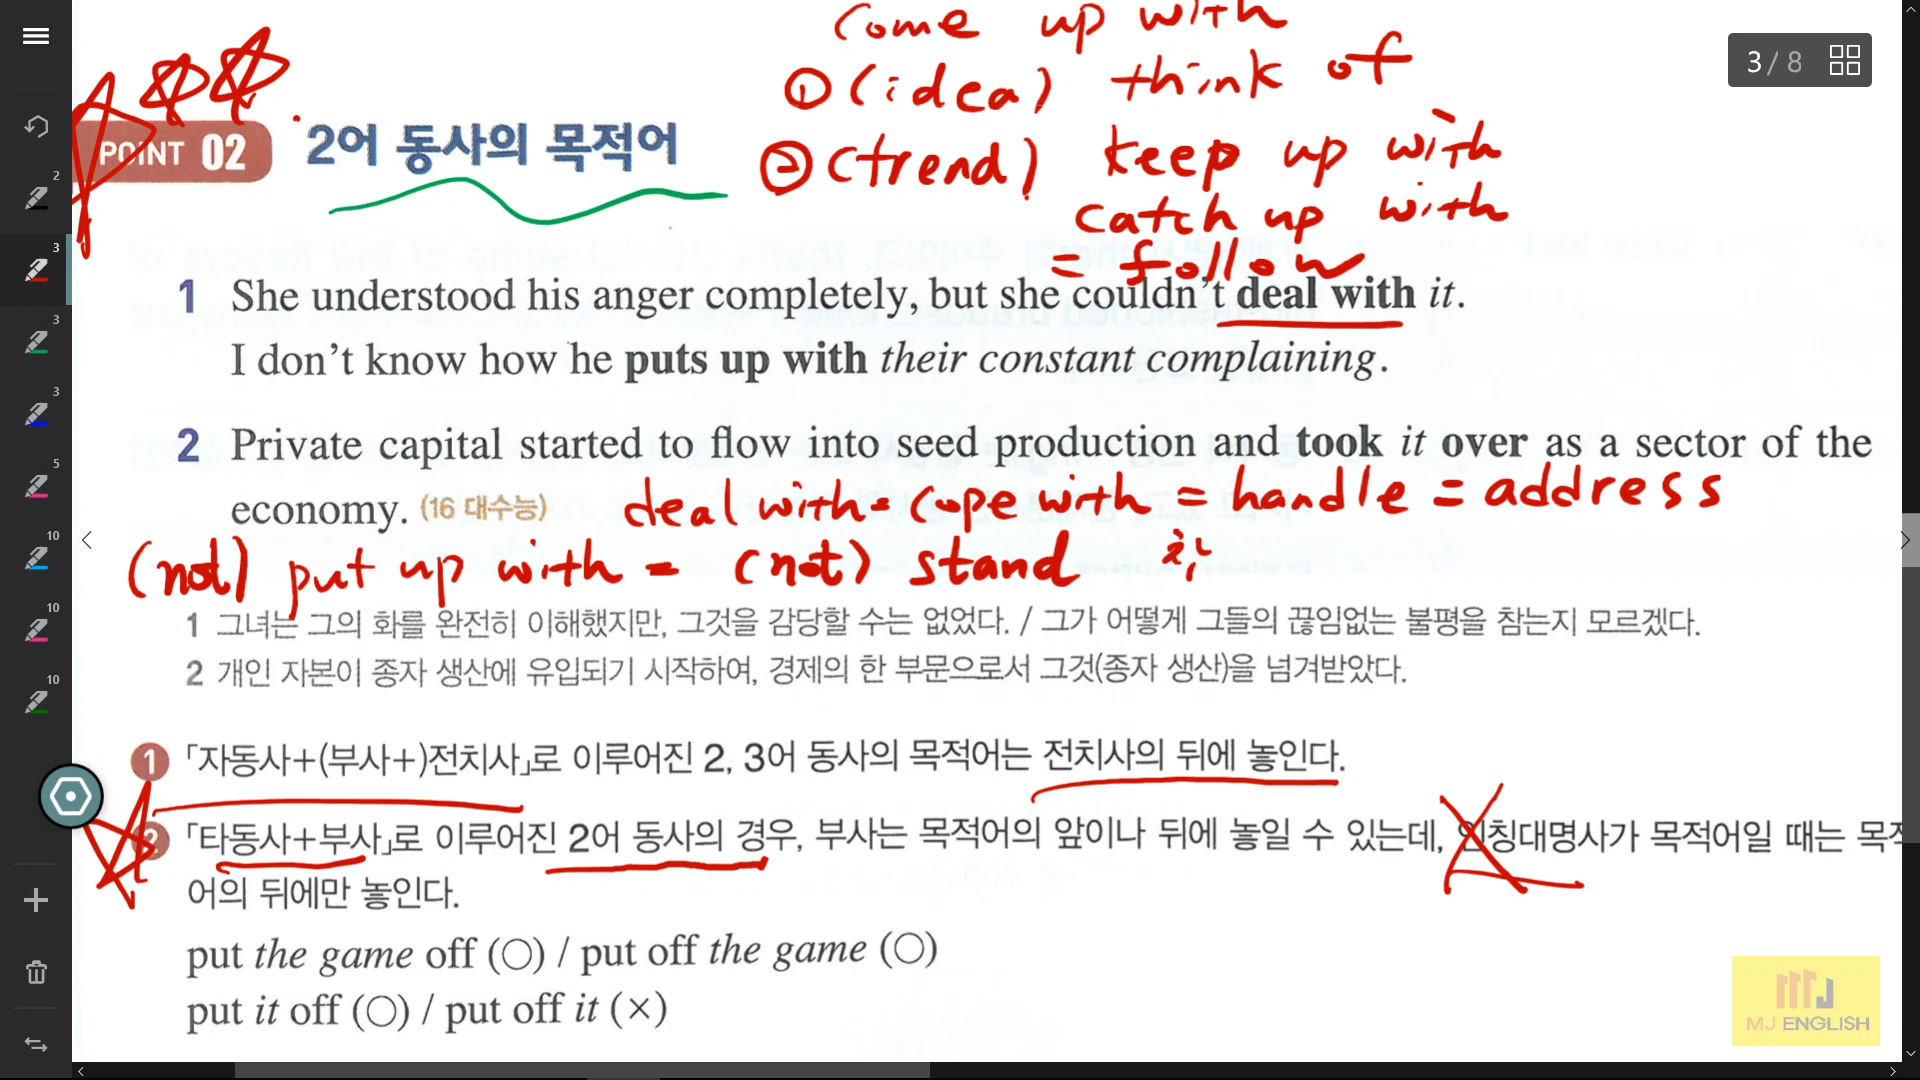 come up with
① (idea) think of
② (trend) keep up with
catch up with
= follow
3 / 8
POINT 02 2어 동사의 목적어
1 She understood his anger completely, but she couldn't deal with it.
I don't know how he puts up with their constant complaining.
2 Private capital started to flow into seed production and took it over as a sector of the
economy. (16 대수능)
deal with = cope with = handle = address
(not) put up with = (not) stand
1 그녀는 그의 화를 완전히 이해했지만, 그것을 감당할 수는 없었다. / 그가 어떻게 그들의 끊임없는 불평을 참는지 모르겠다.
2 개인 자본이 종자 생산에 유입되기 시작하여, 경제의 한 부문으로서 그것(종자 생산)을 넘겨받았다.
1 「자동사+(부사+)전치사」로 이루어진 2, 3어 동사의 목적어는 전치사의 뒤에 놓인다.
2 「타동사+부사」로 이루어진 2어 동사의 경우, 부사는 목적어의 앞이나 뒤에 놓일 수 있는데, 인칭대명사가 목적어일 때는 목적
어의 뒤에만 놓인다.
put the game off (○) / put off the game (○)
put it off (○) / put off it (×)
MJ ENGLISH
2
3
3
3
5
10
10
10